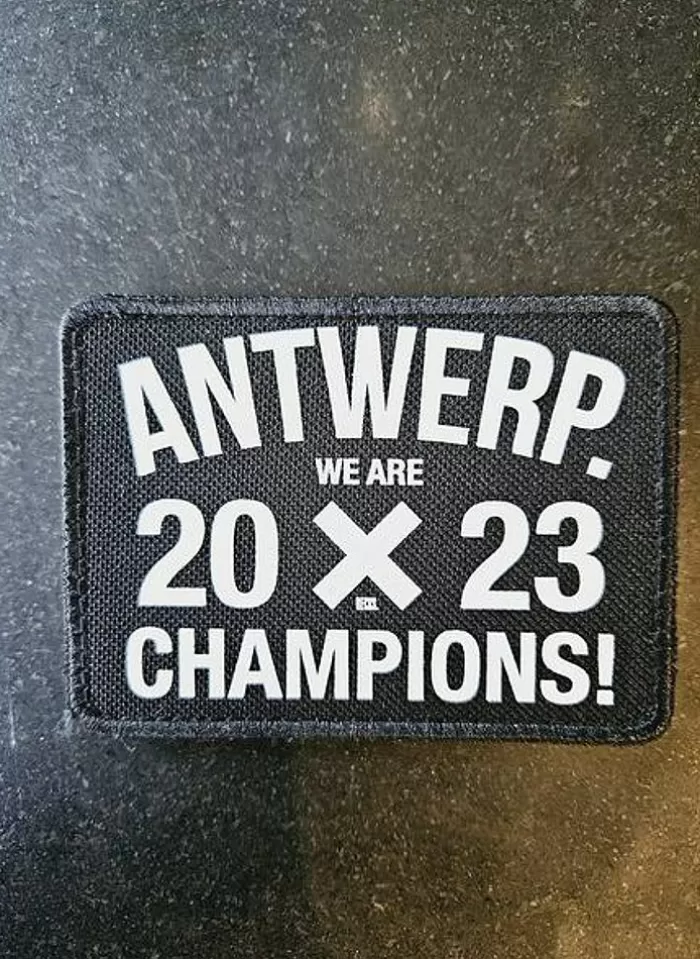 ANTWERP.
WE ARE
20 X 23
CHAMPIONS!